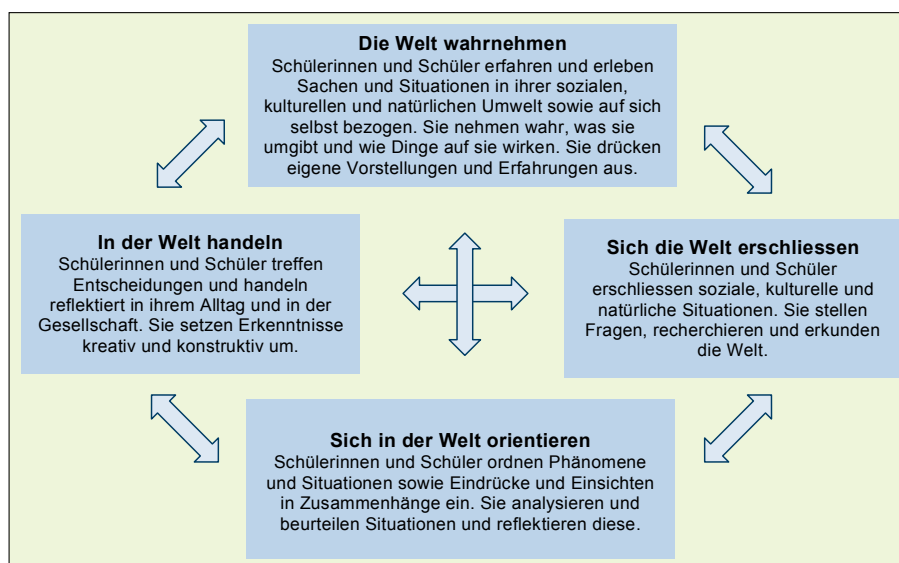 Die Welt wahrnehmen
Schülerinnen und Schüler erfahren und erleben
Sachen und Situationen in ihrer sozialen,
kulturellen und natürlichen Umwelt sowie auf sich
selbst bezogen. Sie nehmen wahr, was sie
umgibt und wie Dinge auf sie wirken. Sie drücken
eigene Vorstellungen und Erfahrungen aus.
In der Welt handeln
Schülerinnen und Schüler treffen
Entscheidungen und handeln
reflektiert in ihrem Alltag und in der
Gesellschaft. Sie setzen Erkenntnisse
kreativ und konstruktiv um.
Sich die Welt erschliessen
Schülerinnen und Schüler
erschliessen soziale, kulturelle und
natürliche Situationen. Sie stellen
Fragen, recherchieren und erkunden
die Welt.
Sich in der Welt orientieren
Schülerinnen und Schüler ordnen Phänomene
und Situationen sowie Eindrücke und Einsichten
in Zusammenhänge ein. Sie analysieren und
beurteilen Situationen und reflektieren diese.